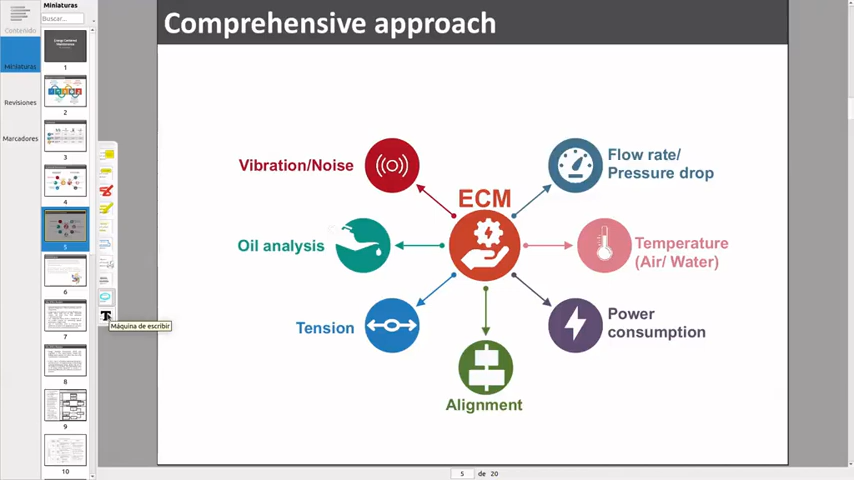 Contenido
Miniaturas
Revisiones
Marcadores
Miniaturas
Buscar...
1
2
3
4
5
6
7
8
9
10
Máquina de escribir
Comprehensive approach
Vibration/Noise
Flow rate/
Pressure drop
ECM
Oil analysis
Temperature
(Air/ Water)
Tension
Power
consumption
Alignment
5 de 20